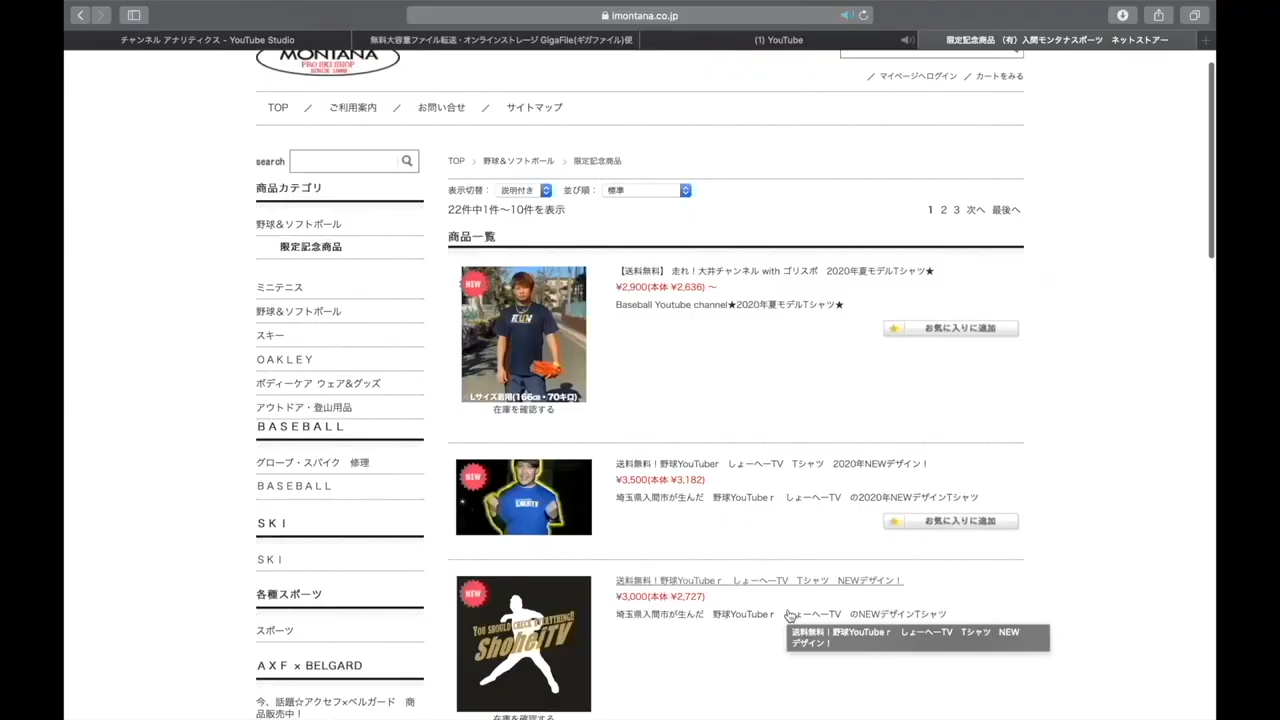 imontana.co.jp
チャンネル アナリティクス - YouTube Studio
無料大容量ファイル転送・オンラインストレージ GigaFile(ギガファイル)便
(1) YouTube
限定記念商品 (有)入間モンタナスポーツ ネットストアー
MONTANA
PRO SKI SHOP
／ マイページへログイン ／ カートをみる
TOP ／ ご利用案内 ／ お問い合せ ／ サイトマップ
search
商品カテゴリ
野球＆ソフトボール
限定記念商品
ミニテニス
野球＆ソフトボール
スキー
ＯＡＫＬＥＹ
ボディーケア ウェア&グッズ
アウトドア・登山用品
ＢＡＳＥＢＡＬＬ
グローブ・スパイク 修理
ＢＡＳＥＢＡＬＬ
ＳＫＩ
ＳＫＩ
各種スポーツ
スポーツ
ＡＸＦ × BELGARD
今、話題☆アクセフ×ベルガード 商
品販売中！
TOP ＞ 野球＆ソフトボール ＞ 限定記念商品
表示切替： 説明付き 並び順： 標準
22件中1件～10件を表示
1 2 3 次へ 最後へ
商品一覧
NEW
RUN
Lサイズ着用(166㎝・70キロ)
在庫を確認する
【送料無料】 走れ！大井チャンネル with ゴリスポ 2020年夏モデルTシャツ★
¥2,900(本体 ¥2,636) ～
Baseball Youtube channel★2020年夏モデルTシャツ★
お気に入りに追加
NEW
ShoheiTV
送料無料！野球YouTuber しょーへーTV Tシャツ 2020年NEWデザイン！
¥3,500(本体 ¥3,182)
埼玉県入間市が生んだ 野球YouTubeｒ しょーへーTV の2020年NEWデザインTシャツ
お気に入りに追加
NEW
YOU SHOULD CHECK EVERYTHING!!
ShoheiTV
在庫を確認する
送料無料！野球YouTubeｒ しょーへーTV Tシャツ NEWデザイン！
¥3,000(本体 ¥2,727)
埼玉県入間市が生んだ 野球YouTubeｒ しょーへーTV のNEWデザインTシャツ
送料無料！野球YouTubeｒ しょーへーTV Tシャツ NEW
デザイン！